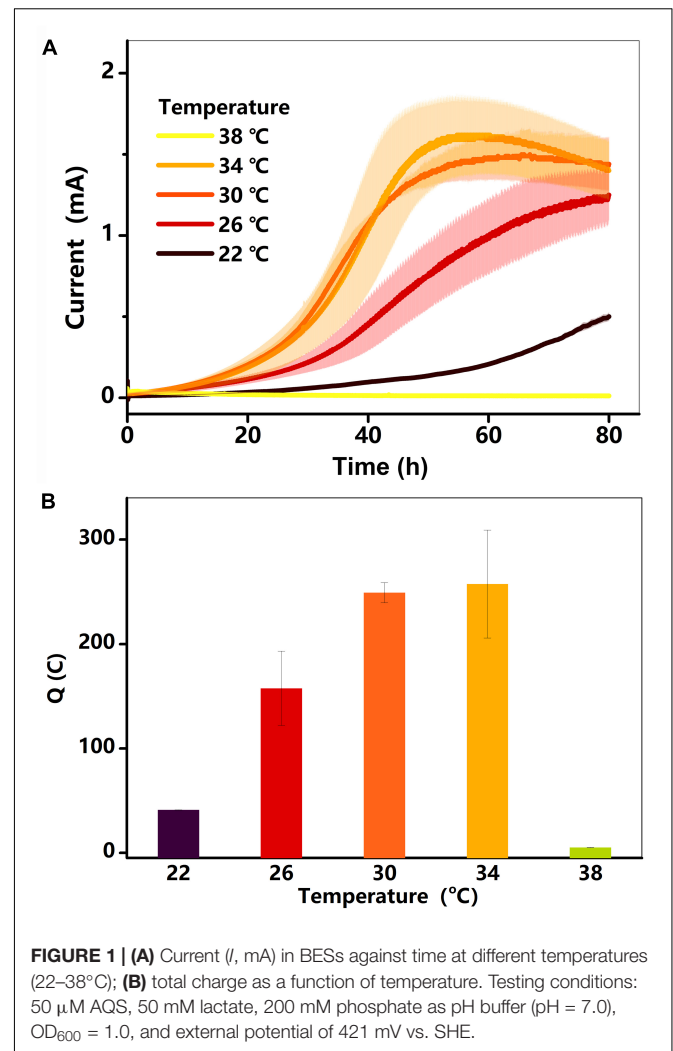 A
2
1
0
Current (mA)
Temperature
38 ℃
34 ℃
30 ℃
26 ℃
22 ℃
0 20 40 60 80
Time (h)
B
300
200
100
0
Q (C)
22 26 30 34 38
Temperature (°C)
FIGURE 1 | (A) Current (I, mA) in BESs against time at different temperatures
(22–38°C); (B) total charge as a function of temperature. Testing conditions:
50 μM AQS, 50 mM lactate, 200 mM phosphate as pH buffer (pH = 7.0),
OD600 = 1.0, and external potential of 421 mV vs. SHE.